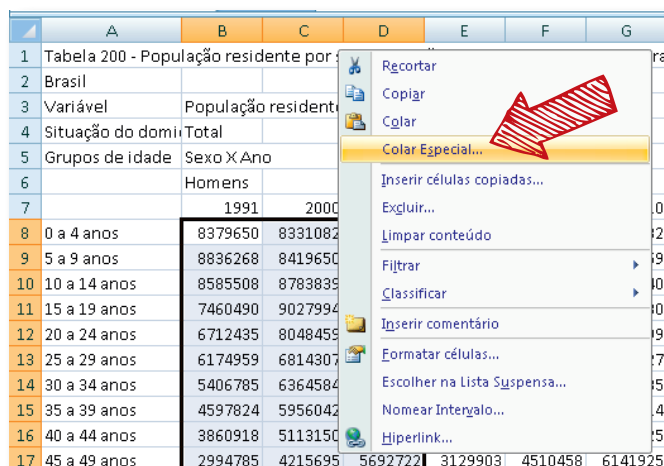 A B C D E F G
1 Tabela 200 - População residente por
2 Brasil
3 Variável População resident
4 Situação do domi Total
5 Grupos de idade Sexo X Ano
6 Homens
7 1991 2000
8 0 a 4 anos 8379650 8331082
9 5 a 9 anos 8836268 8419650
10 10 a 14 anos 8585508 8783839
11 15 a 19 anos 7460490 9027994
12 20 a 24 anos 6712435 8048459
13 25 a 29 anos 6174959 6814307
14 30 a 34 anos 5406785 6364584
15 35 a 39 anos 4597824 5956042
16 40 a 44 anos 3860918 5113150
17 45 a 49 anos 2994785 4215695 5692722 3129903 4510458 6141925
Recortar
Copiar
Colar
Colar Especial...
Inserir células copiadas...
Excluir...
Limpar conteúdo
Filtrar
Classificar
Inserir comentário
Formatar células...
Escolher na Lista Suspensa...
Nomear Intervalo...
Hiperlink...